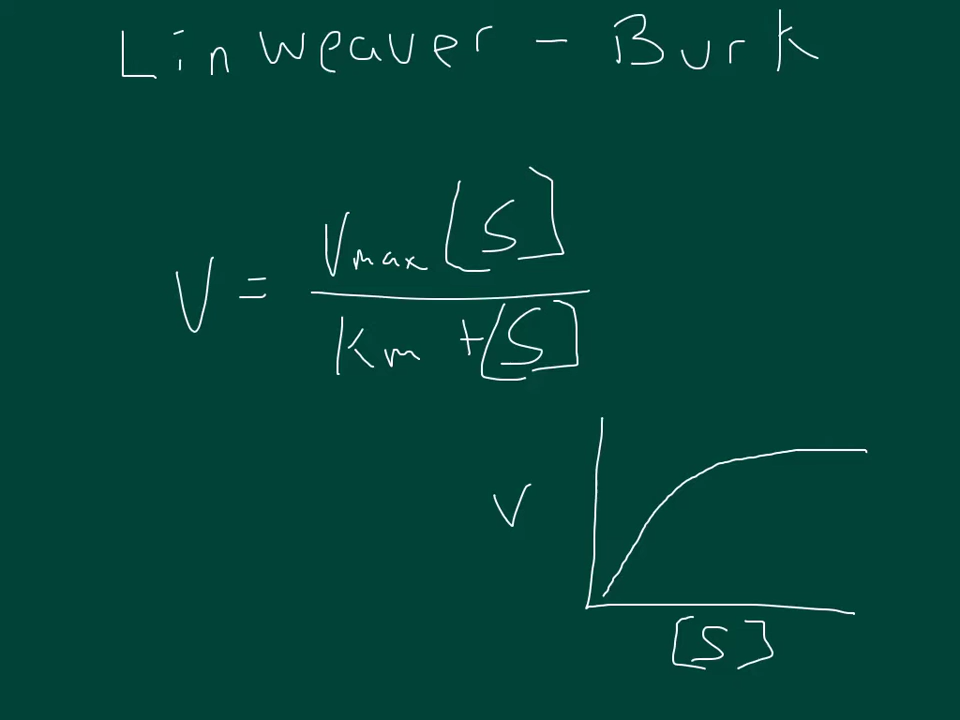 Linweaver - Burk
V = Vmax [S]
Km + [S]
V
[S]